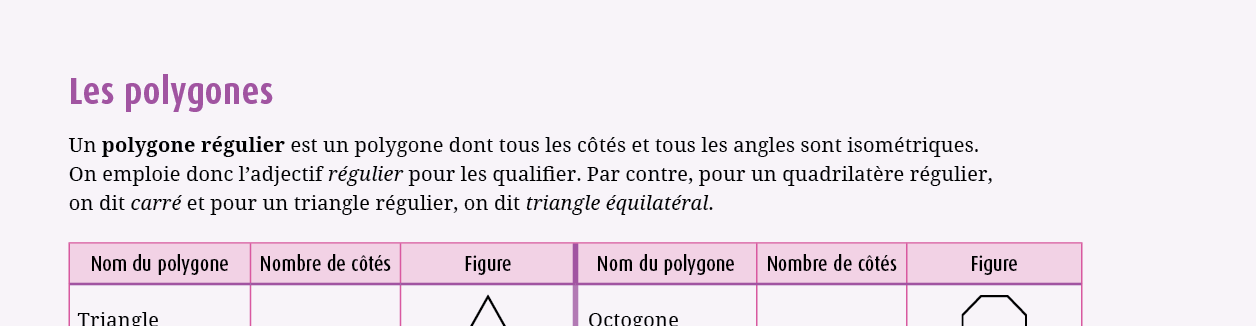 Les polygones
Un polygone régulier est un polygone dont tous les côtés et tous les angles sont isométriques.
On emploie donc l’adjectif régulier pour les qualifier. Par contre, pour un quadrilatère régulier,
on dit carré et pour un triangle régulier, on dit triangle équilatéral.
Nom du polygone Nombre de côtés Figure Nom du polygone Nombre de côtés Figure
Triangle Octogone